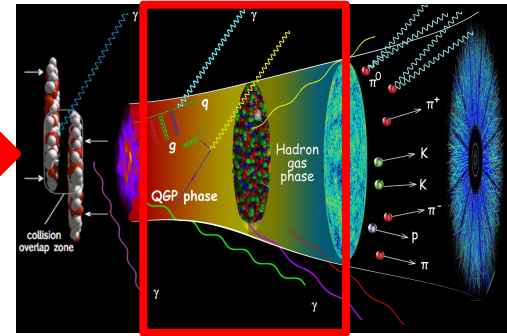 γ
γ
π⁰
q
π⁺
g
Hadron
gas phase
K
K
QGP phase
π⁻
collision
overlap zone
p
π
γ
γ